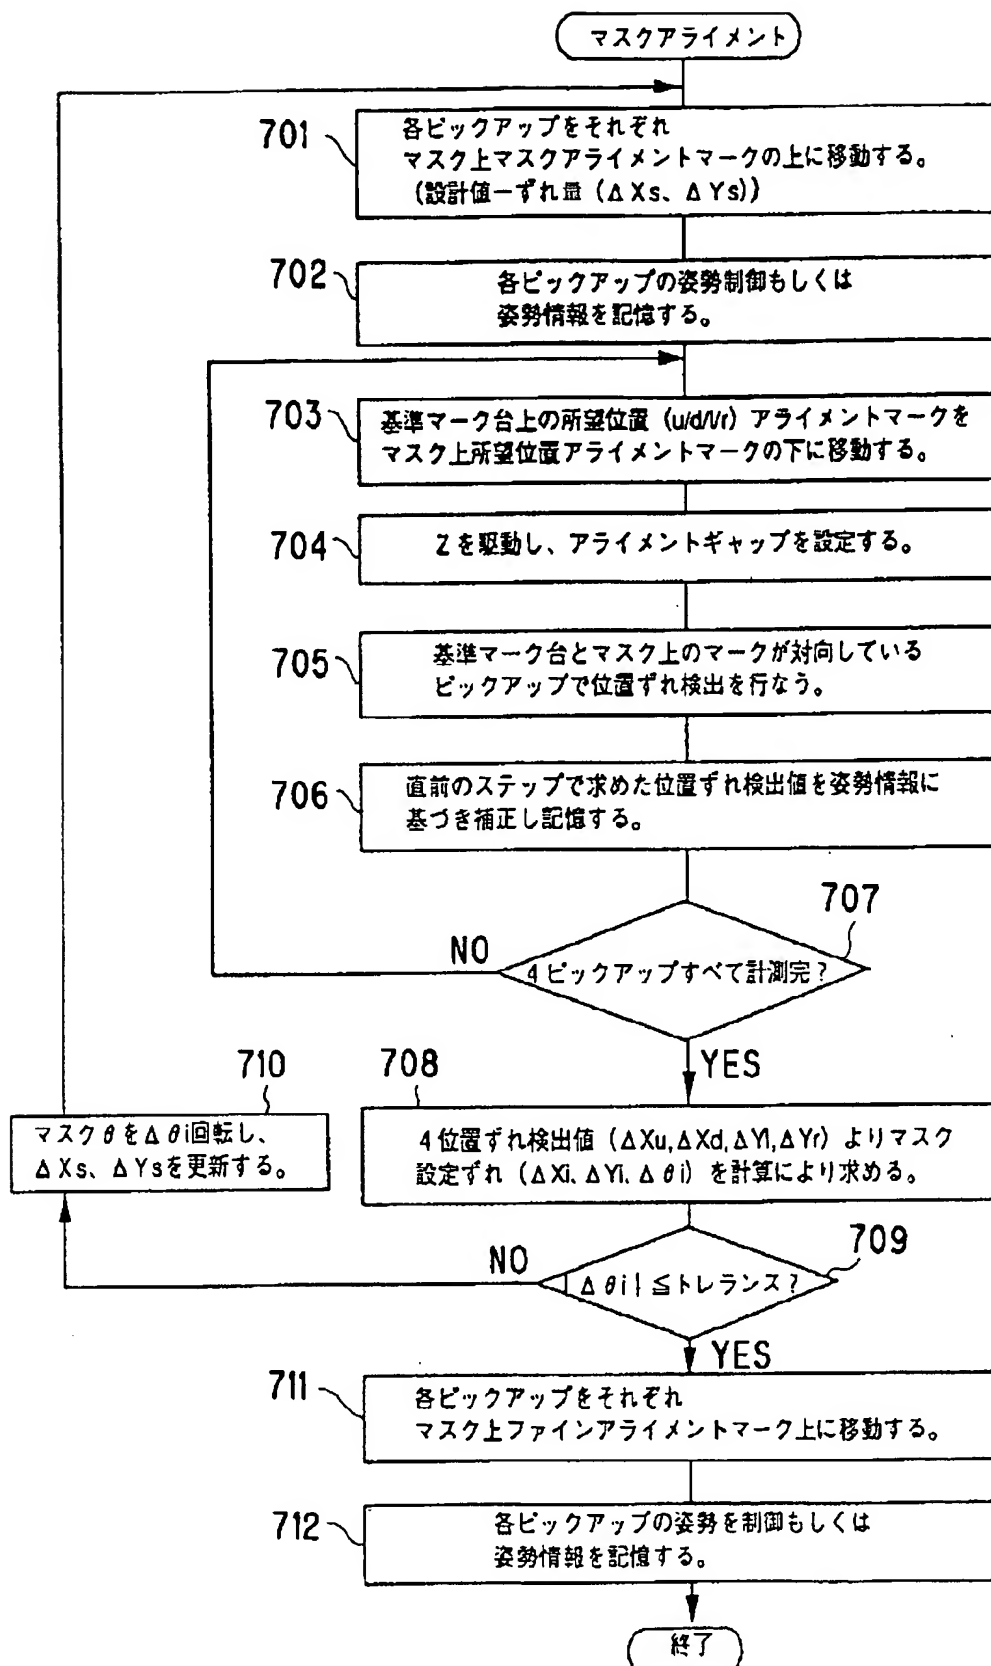 マスクアライメント
701
各ピックアップをそれぞれ
マスク上マスクアライメントマークの上に移動する。
(設計値ーずれ量(ΔXs、ΔYs))
702
各ピックアップの姿勢制御もしくは
姿勢情報を記憶する。
703
基準マーク台上の所望位置(u/d/l/r)アライメントマークを
マスク上所望位置アライメントマークの下に移動する。
704
Zを駆動し、アライメントギャップを設定する。
705
基準マーク台とマスク上のマークが対向している
ピックアップで位置ずれ検出を行なう。
706
直前のステップで求めた位置ずれ検出値を姿勢情報に
基づき補正し記憶する。
707
NO
4ピックアップすべて計測完?
YES
710
マスクθをΔθi回転し、
ΔXs、ΔYsを更新する。
708
4位置ずれ検出値(ΔXu,ΔXd,ΔYl,ΔYr)よりマスク
設定ずれ(ΔXi、ΔYi、Δθi)を計算により求める。
709
NO
|Δθi|≦トレランス?
YES
711
各ピックアップをそれぞれ
マスク上ファインアライメントマーク上に移動する。
712
各ピックアップの姿勢を制御もしくは
姿勢情報を記憶する。
終了